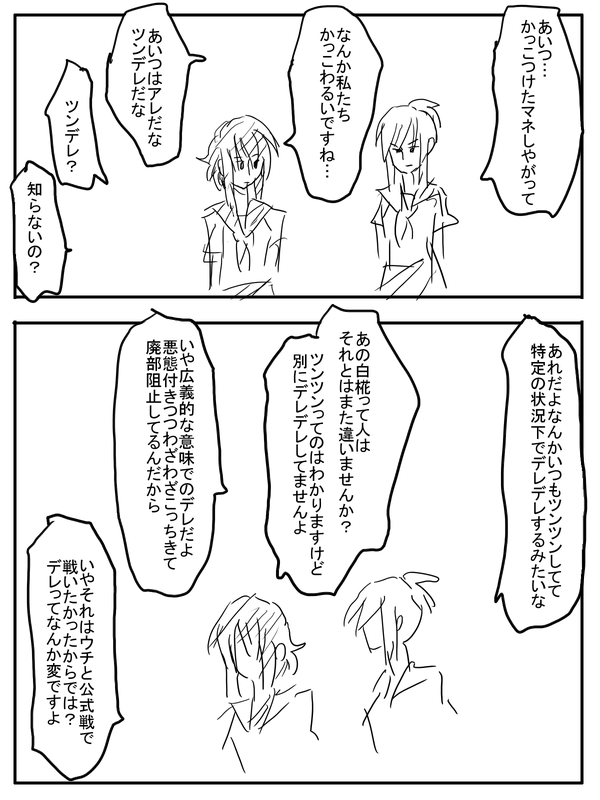 あいつ…
かっこつけたマネしやがって
なんか私たち
かっこわるいですね…
あいつはアレだな
ツンデレだな
ツンデレ？
知らないの？
あれだよなんかいつもツンツンしてて
特定の状況下でデレデレするみたいな
あの白椛って人は
それとはまた違いませんか？
ツンツンってのはわかりますけど
別にデレデレしてませんよ
いや広義的な意味でのデレだよ
悪態付きつつわざわざこっちきて
廃部阻止してるんだから
いやそれはウチと公式戦で
戦いたかったからでは？
デレってなんか変ですよ